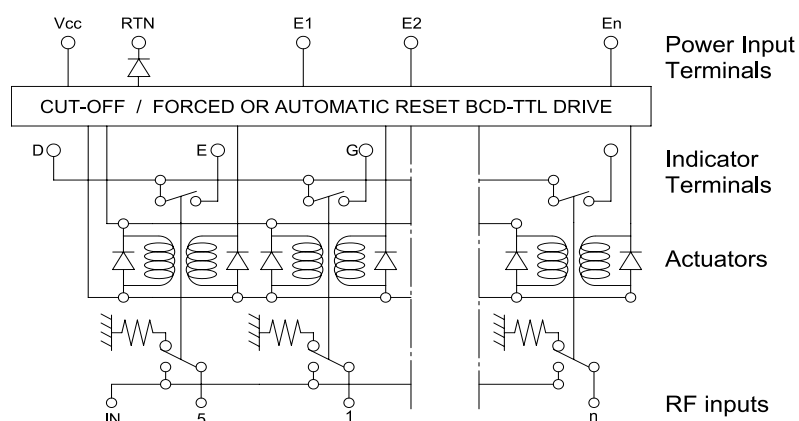 Vcc RTN E1 E2 En
Power Input
Terminals
CUT-OFF / FORCED OR AUTOMATIC RESET BCD-TTL DRIVE
D E G
Indicator
Terminals
Actuators
IN 5 1 n
RF inputs